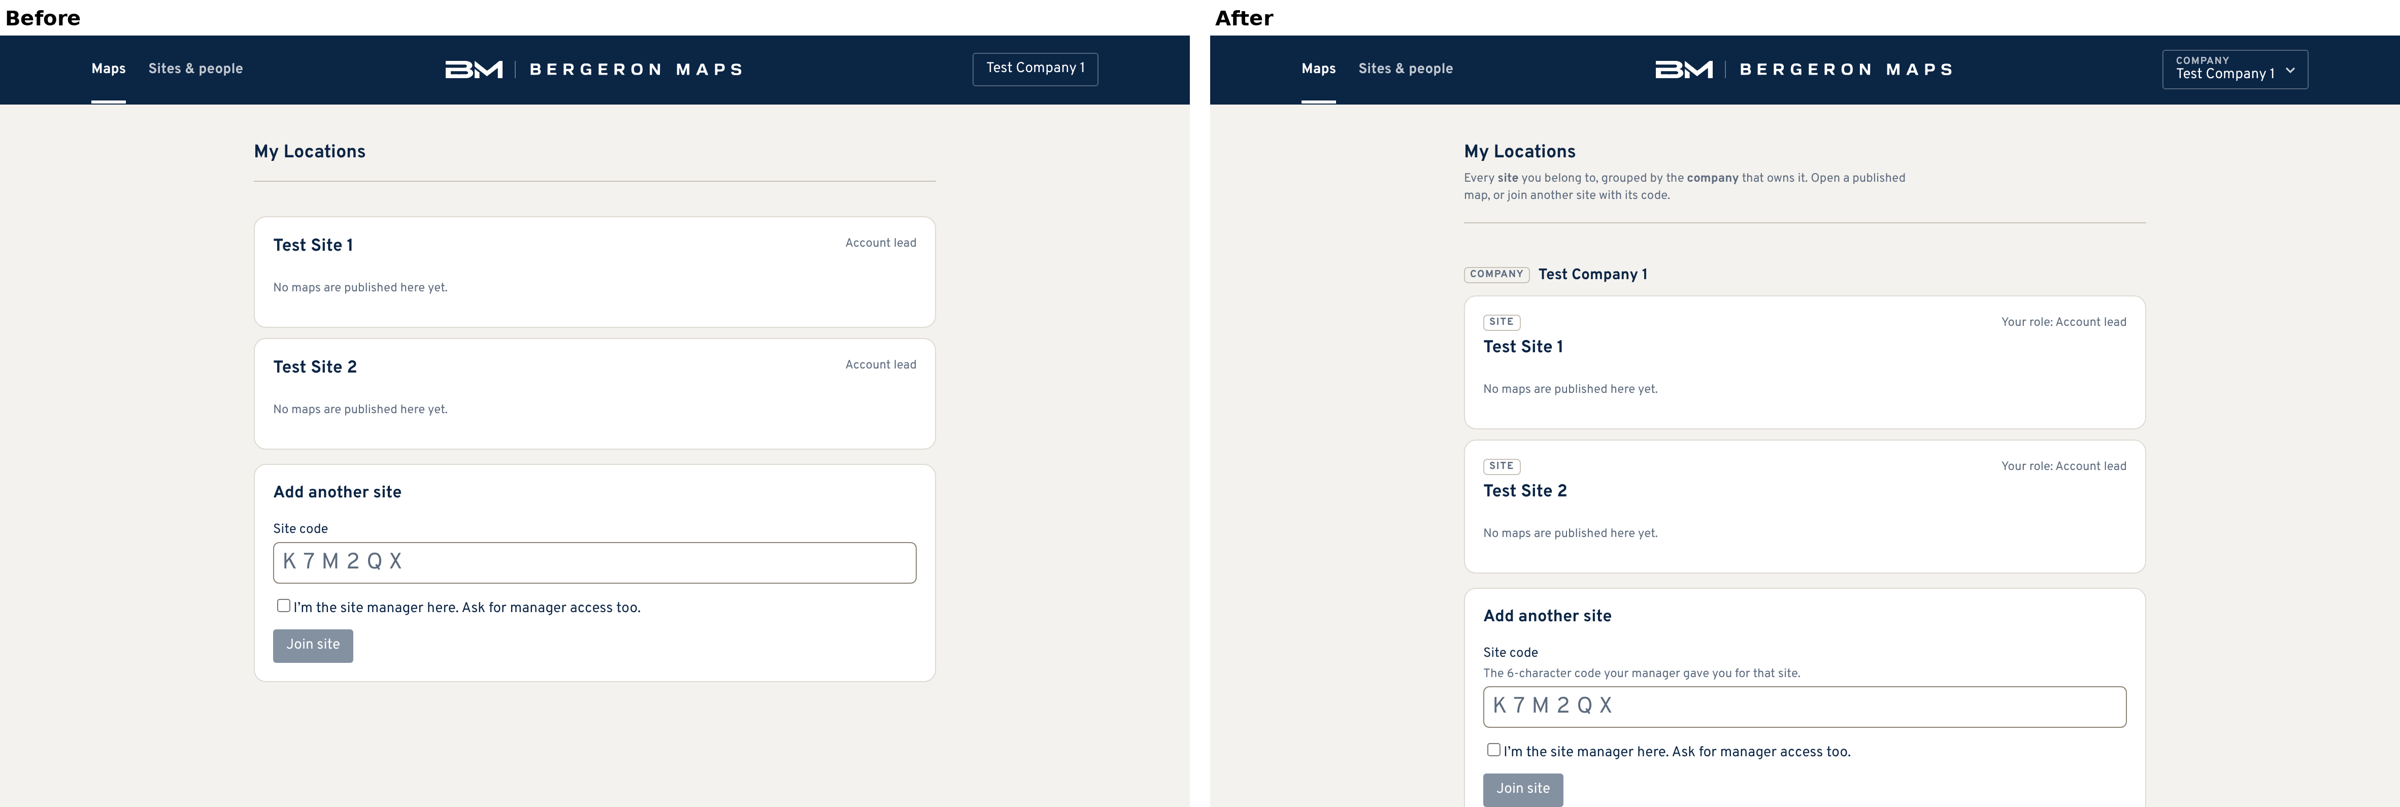 Before
Maps Sites & people
BM | BERGERON MAPS
Test Company 1
My Locations
Test Site 1
Account lead
No maps are published here yet.
Test Site 2
Account lead
No maps are published here yet.
Add another site
Site code
K7M2QX
I’m the site manager here. Ask for manager access too.
Join site
After
Maps Sites & people
BM | BERGERON MAPS
COMPANY
Test Company 1
My Locations
Every site you belong to, grouped by the company that owns it. Open a published
map, or join another site with its code.
COMPANY Test Company 1
SITE
Your role: Account lead
Test Site 1
No maps are published here yet.
SITE
Your role: Account lead
Test Site 2
No maps are published here yet.
Add another site
Site code
The 6-character code your manager gave you for that site.
K7M2QX
I’m the site manager here. Ask for manager access too.
Join site